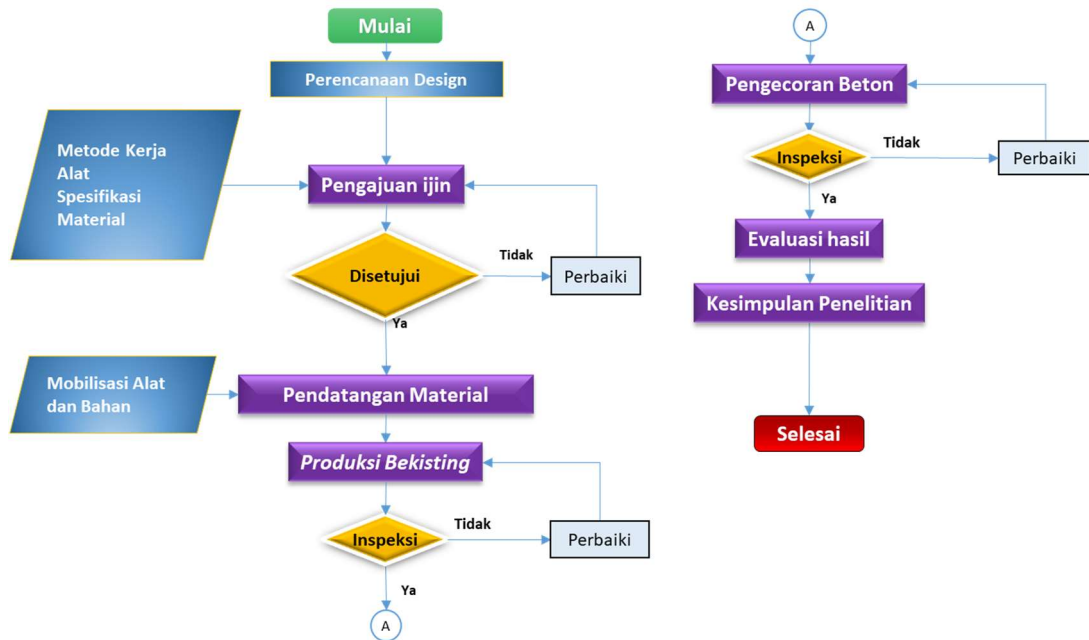 Mulai
Perencanaan Design
Metode Kerja
Alat
Spesifikasi
Material
Pengajuan ijin
Disetujui
Tidak
Perbaiki
Ya
Mobilisasi Alat
dan Bahan
Pendatangan Material
Produksi Bekisting
Inspeksi
Tidak
Perbaiki
Ya
A
A
Pengecoran Beton
Inspeksi
Tidak
Perbaiki
Ya
Evaluasi hasil
Kesimpulan Penelitian
Selesai